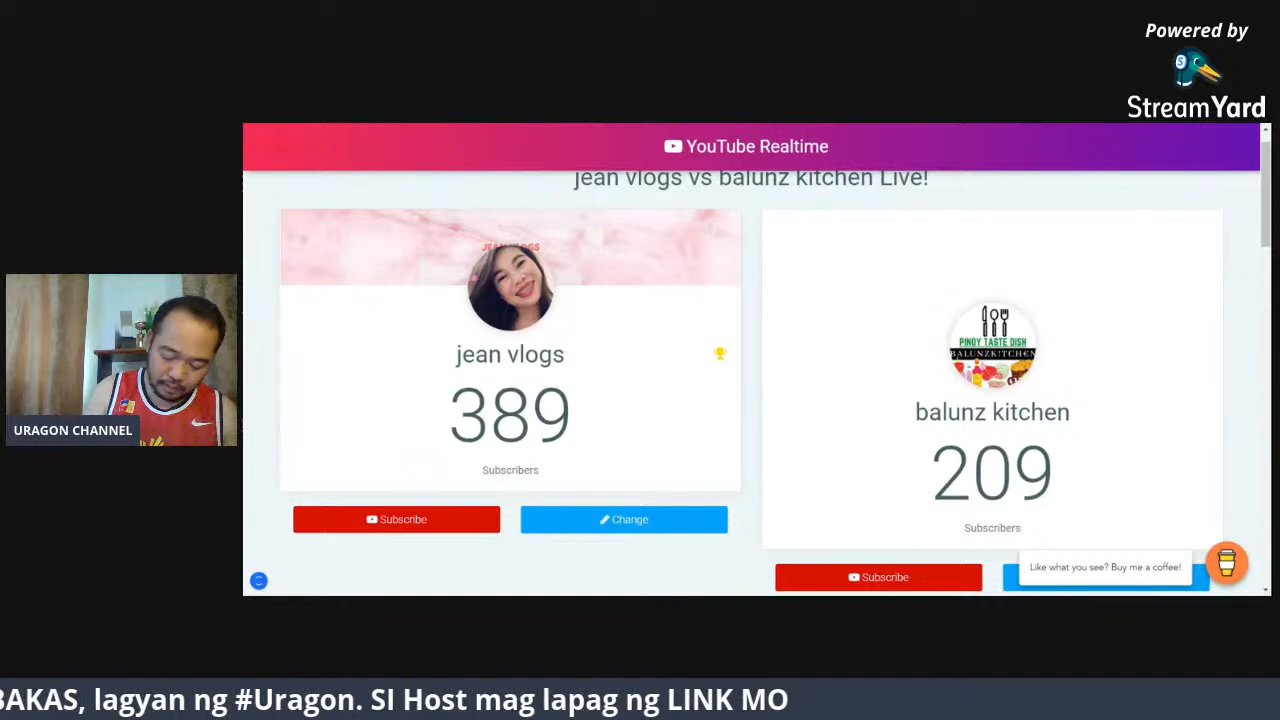 Powered by
StreamYard
YouTube Realtime
jean vlogs vs balunz kitchen Live!
JEAN VLOGS
jean vlogs
389
Subscribers
Subscribe
Change
PINOY TASTE DISH
BALUNZKITCHEN
balunz kitchen
209
Subscribers
Subscribe
Like what you see? Buy me a coffee!
URAGON CHANNEL
BAKAS, lagyan ng #Uragon. SI Host mag lapag ng LINK MO